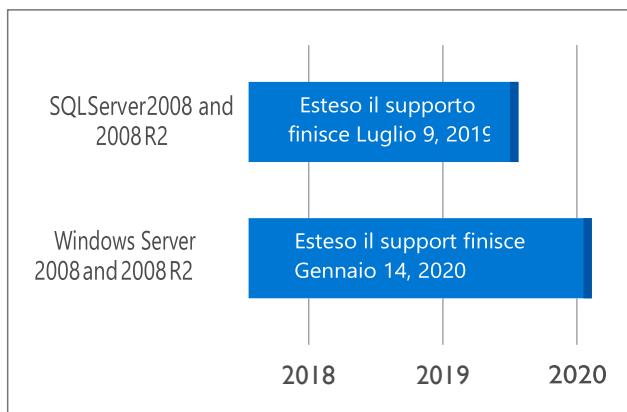 SQLServer2008 and
2008 R2
Esteso il supporto
finisce Luglio 9, 2019
Windows Server
2008 and 2008 R2
Esteso il support finisce
Gennaio 14, 2020
2018
2019
2020